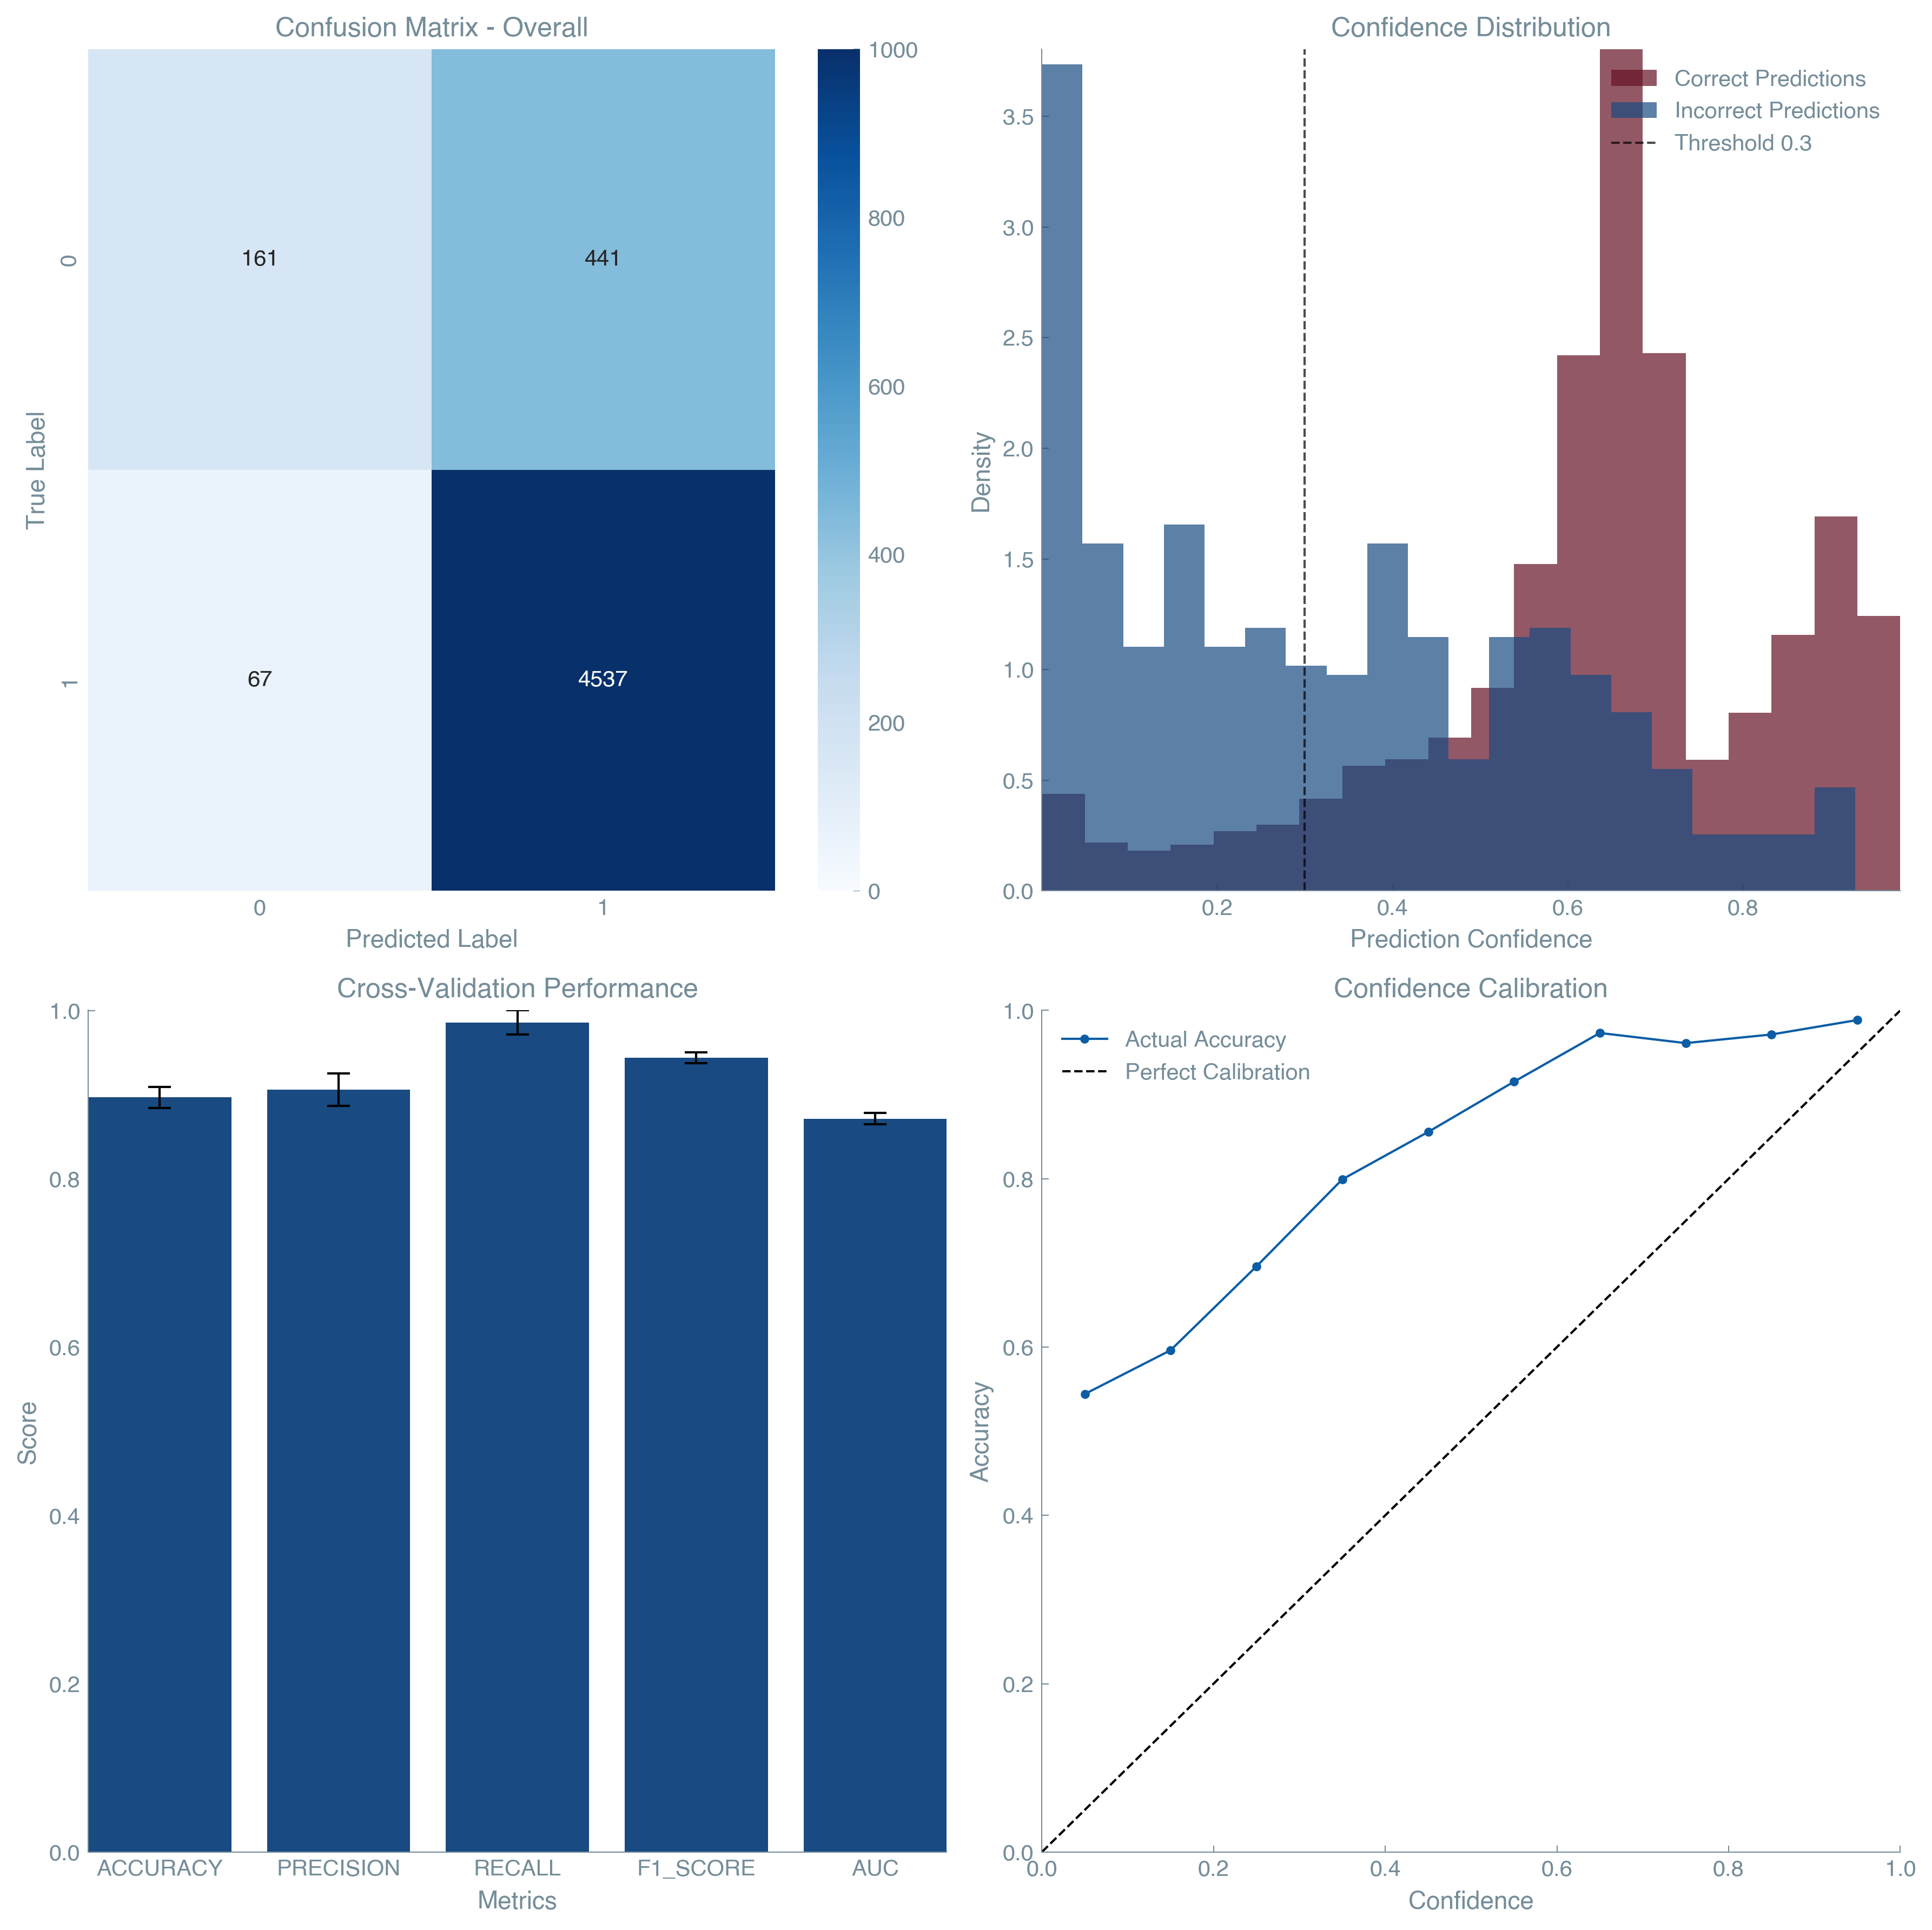 Confusion Matrix - Overall
True Label
0
1
161
441
67
4537
0
1
Predicted Label
1000
800
600
400
200
0
Confidence Distribution
Density
3.5
3.0
2.5
2.0
1.5
1.0
0.5
0.0
Correct Predictions
Incorrect Predictions
Threshold 0.3
0.2
0.4
0.6
0.8
Prediction Confidence
Cross-Validation Performance
Score
1.0
0.8
0.6
0.4
0.2
0.0
ACCURACY
PRECISION
RECALL
F1_SCORE
AUC
Metrics
Confidence Calibration
Accuracy
1.0
0.8
0.6
0.4
0.2
0.0
Actual Accuracy
Perfect Calibration
0.0
0.2
0.4
0.6
0.8
1.0
Confidence